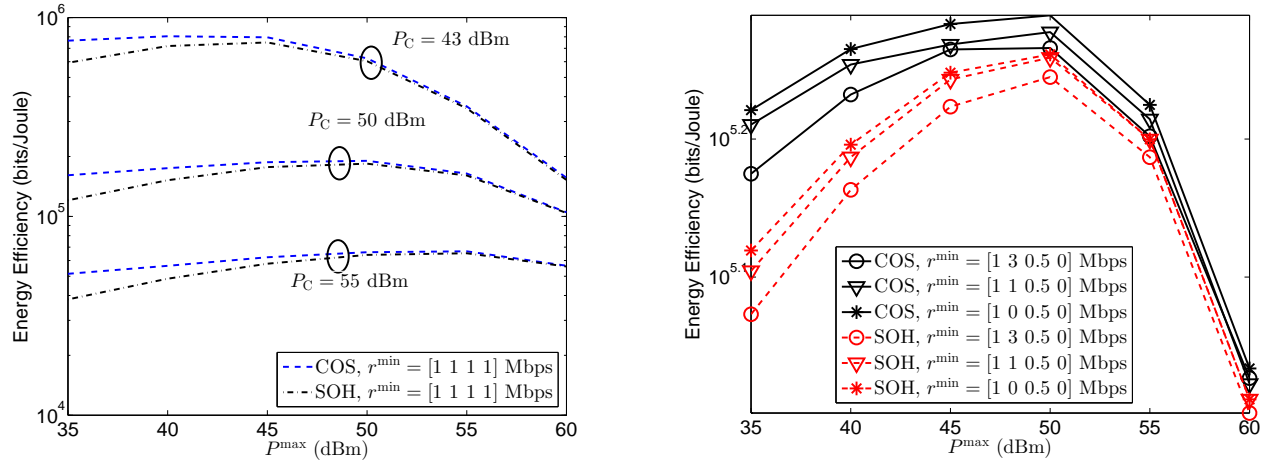 10^6
10^5
10^4
Energy Efficiency (bits/Joule)
P_C = 43 dBm
P_C = 50 dBm
P_C = 55 dBm
COS, r^min = [1 1 1 1] Mbps
SOH, r^min = [1 1 1 1] Mbps
35 40 45 50 55 60
P^max (dBm)
10^5.2
10^5.
Energy Efficiency (bits/Joule)
COS, r^min = [1 3 0.5 0] Mbps
COS, r^min = [1 1 0.5 0] Mbps
COS, r^min = [1 0 0.5 0] Mbps
SOH, r^min = [1 3 0.5 0] Mbps
SOH, r^min = [1 1 0.5 0] Mbps
SOH, r^min = [1 0 0.5 0] Mbps
35 40 45 50 55 60
P^max (dBm)